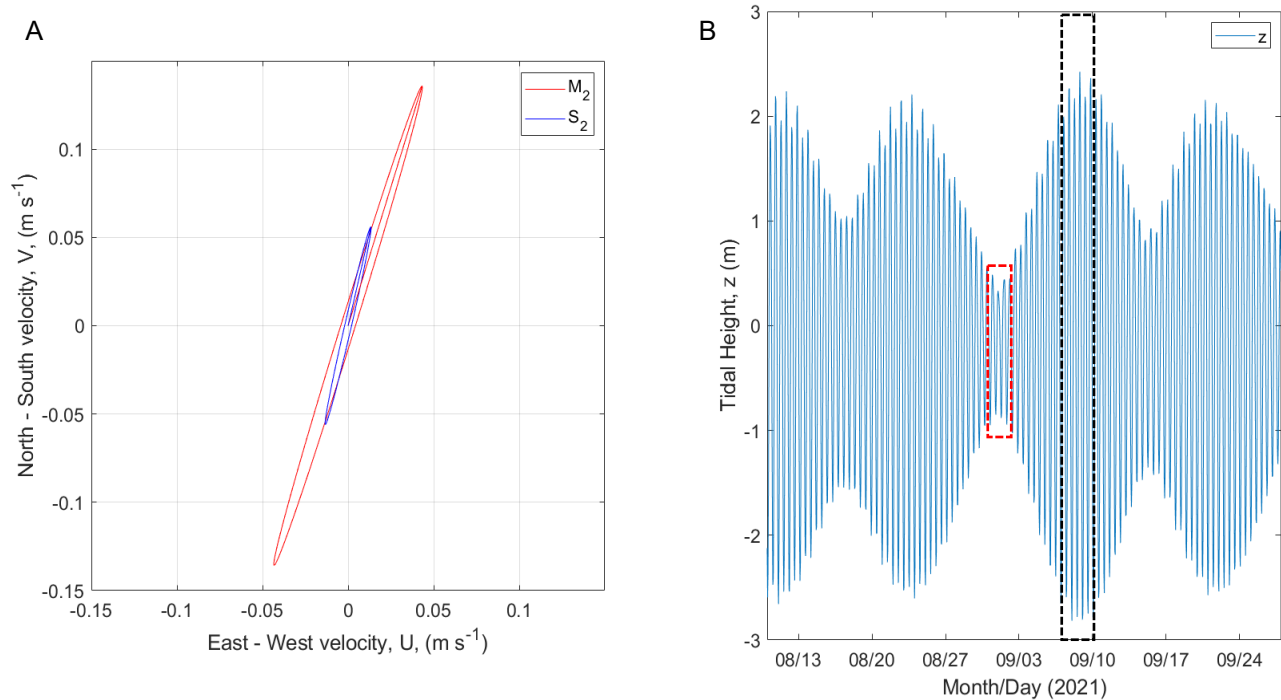 A
M2
S2
0.1
0.05
0
-0.05
-0.1
-0.15
-0.15
-0.1
-0.05
0
0.05
0.1
North - South velocity, V, (m s-1)
East - West velocity, U, (m s-1)
B
z
3
2
1
0
-1
-2
-3
08/13
08/20
08/27
09/03
09/10
09/17
09/24
Tidal Height, z (m)
Month/Day (2021)